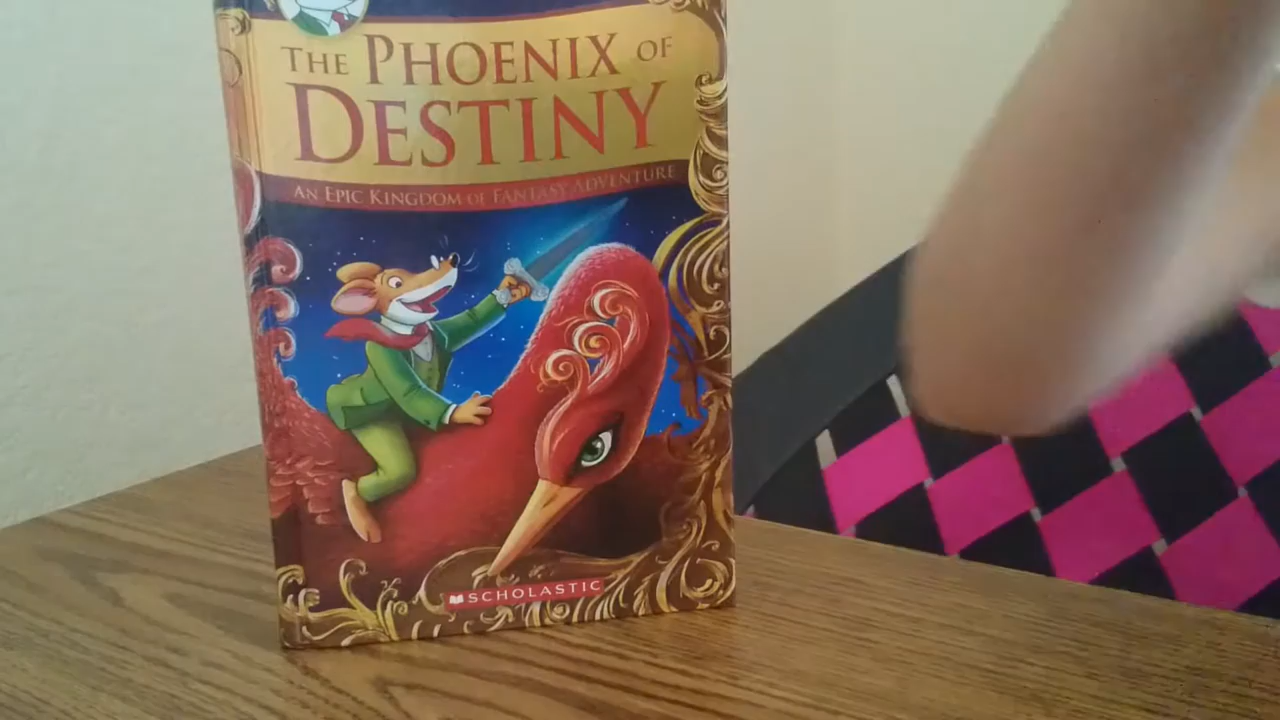 THE PHOENIX OF
DESTINY
AN EPIC KINGDOM OF FANTASY ADVENTURE
SCHOLASTIC